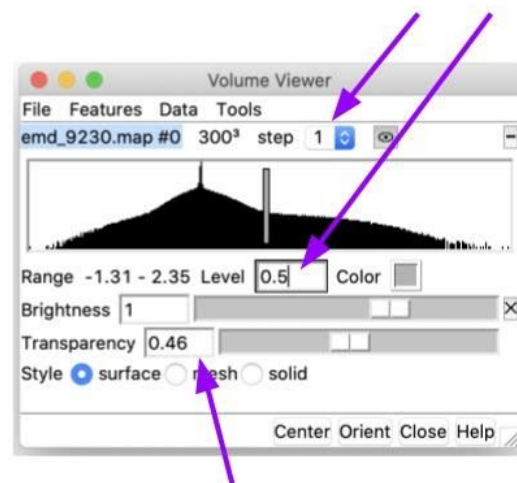 Volume Viewer
File Features Data Tools
emd_9230.map #0 300³ step 1
Range -1.31 - 2.35 Level 0.5 Color
Brightness 1
Transparency 0.46
Style surface mesh solid
Center Orient Close Help